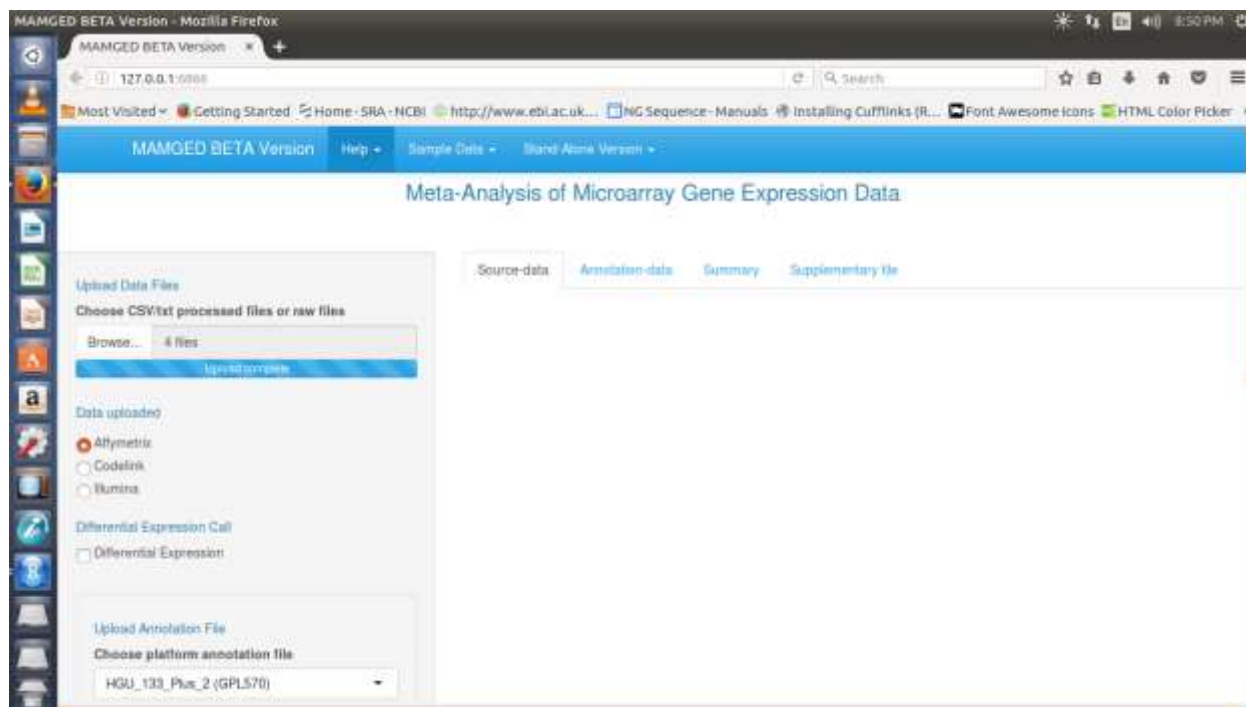 MAMGED BETA Version - Mozilla Firefox
En 8:50 PM
MAMGED BETA Version × +
127.0.0.1
Search
Most Visited Getting Started Home - SRA - NCBI http://www.ebi.ac.uk... NG Sequence - Manuals Installing Cufflinks (R... Font Awesome Icons HTML Color Picker
MAMGED BETA Version Help Sample Data Stand Alone Version
Meta-Analysis of Microarray Gene Expression Data
Source-data Annotation-data Summary Supplementary file
Upload Data Files
Choose CSV/txt processed files or raw files
Browse... 4 files
Upload complete
Data uploaded
Affymetrix
Codelink
Illumina
Differential Expression Call
Differential Expression
Upload Annotation File
Choose platform annotation file
HGU_133_Plus_2 (GPL570)